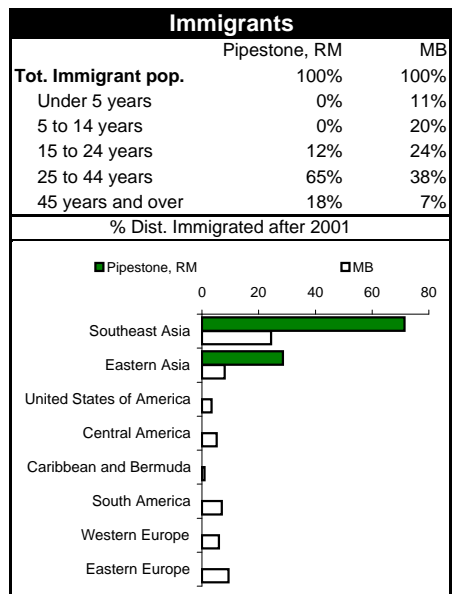 Immigrants
Pipestone, RM MB
Tot. Immigrant pop. 100% 100%
Under 5 years 0% 11%
5 to 14 years 0% 20%
15 to 24 years 12% 24%
25 to 44 years 65% 38%
45 years and over 18% 7%
% Dist. Immigrated after 2001
Pipestone, RM MB
0 20 40 60 80
Southeast Asia
Eastern Asia
United States of America
Central America
Caribbean and Bermuda
South America
Western Europe
Eastern Europe